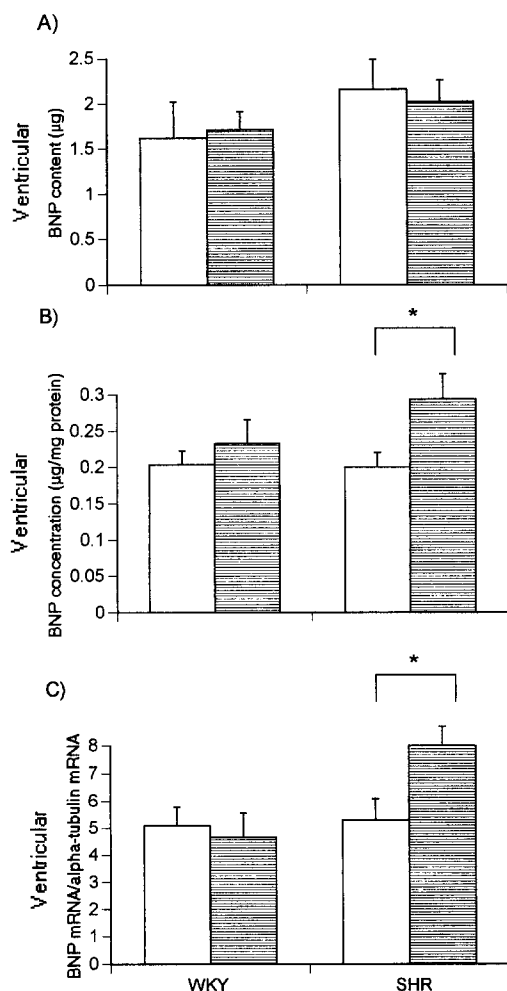 A)
Ventricular
BNP content (µg)
2.5
2
1.5
1
0.5
0
B)
*
Ventricular
BNP concentration (µg/mg protein)
0.3
0.25
0.2
0.15
0.1
0.05
0
C)
*
Ventricular
BNP mRNA/alpha-tubulin mRNA
8
7
6
5
4
3
2
1
0
WKY
SHR